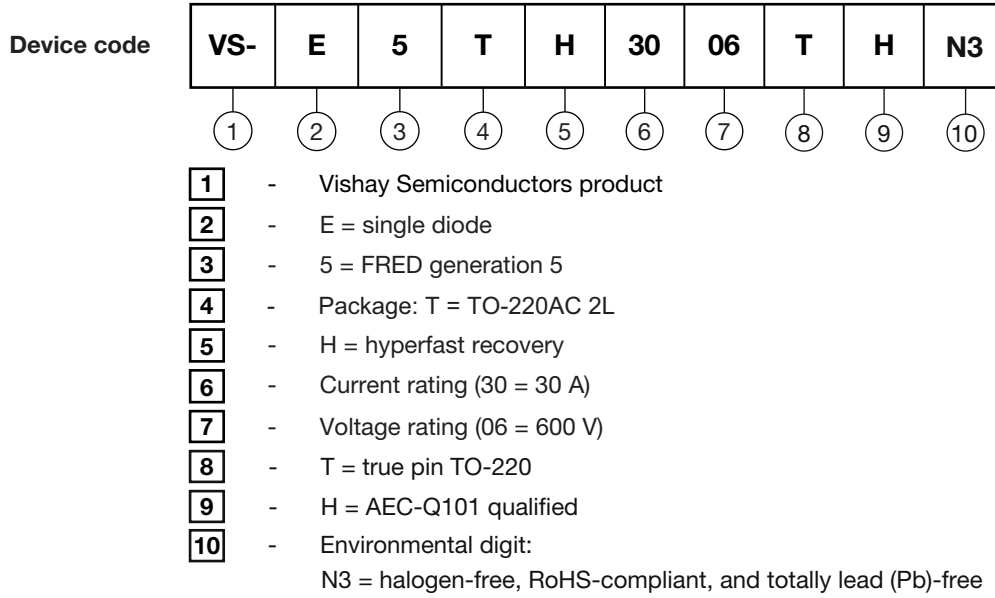 Device code VS- E 5 T H 30 06 T H N3
1 2 3 4 5 6 7 8 9 10
1 - Vishay Semiconductors product
2 - E = single diode
3 - 5 = FRED generation 5
4 - Package: T = TO-220AC 2L
5 - H = hyperfast recovery
6 - Current rating (30 = 30 A)
7 - Voltage rating (06 = 600 V)
8 - T = true pin TO-220
9 - H = AEC-Q101 qualified
10 - Environmental digit:
N3 = halogen-free, RoHS-compliant, and totally lead (Pb)-free